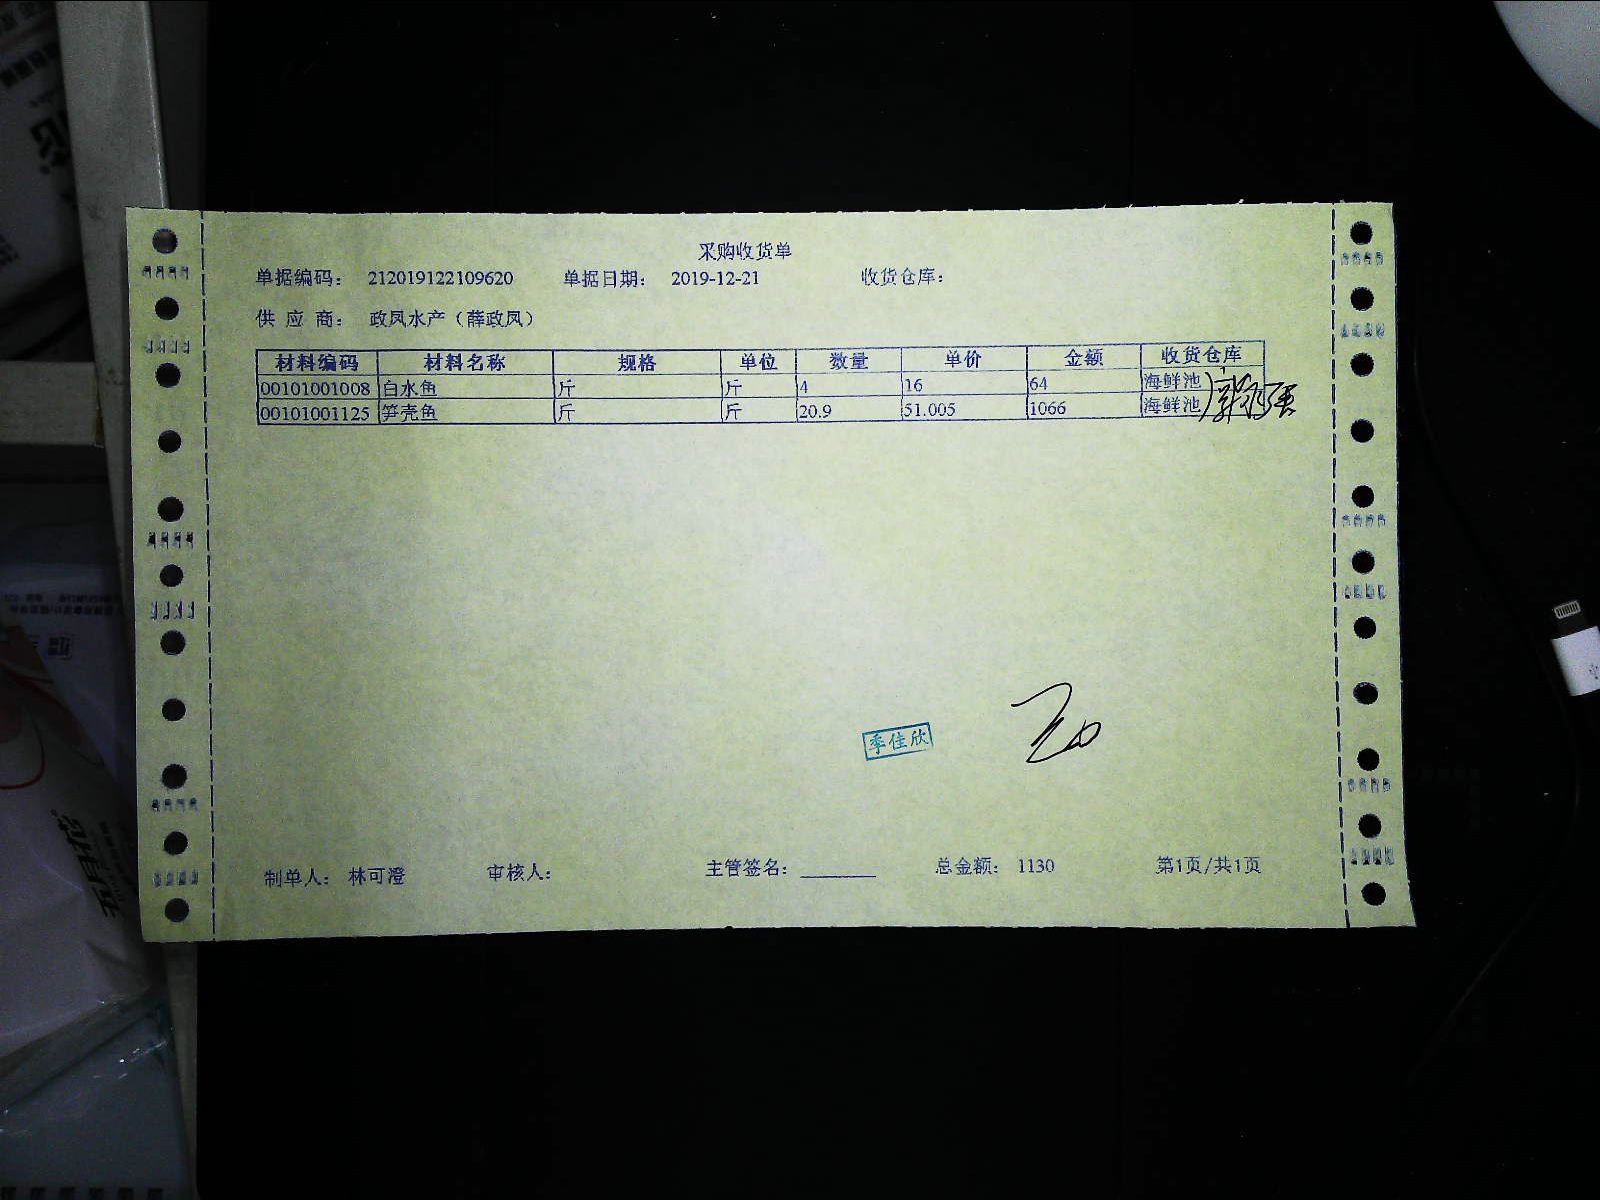 采购收货单
单据编码： 212019122109620 单据日期： 2019-12-21 收货仓库：
供 应 商： 政凤水产（薛政凤）
材料编码 材料名称 规格 单位 数量 单价 金额 收货仓库
00101001008 白水鱼 斤 斤 4 16 64 海鲜池
00101001125 笋壳鱼 斤 斤 20.9 51.005 1066 海鲜池
季佳欣
制单人： 林可澄 审核人： 主管签名： 总金额： 1130 第1页/共1页